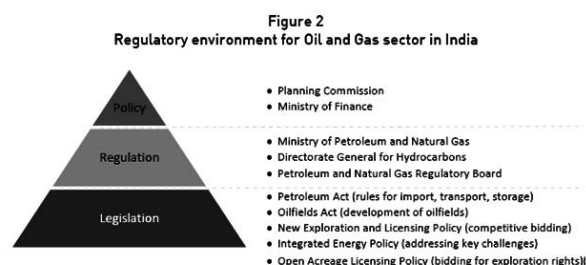 Figure 2
Regulatory environment for Oil and Gas sector in India
Policy
• Planning Commission
• Ministry of Finance
Regulation
• Ministry of Petroleum and Natural Gas
• Directorate General for Hydrocarbons
• Petroleum and Natural Gas Regulatory Board
Legislation
• Petroleum Act (rules for import, transport, storage)
• Oilfields Act (development of oilfields)
• New Exploration and Licensing Policy (competitive bidding)
• Integrated Energy Policy (addressing key challenges)
• Open Acreage Licensing Policy (bidding for exploration rights)